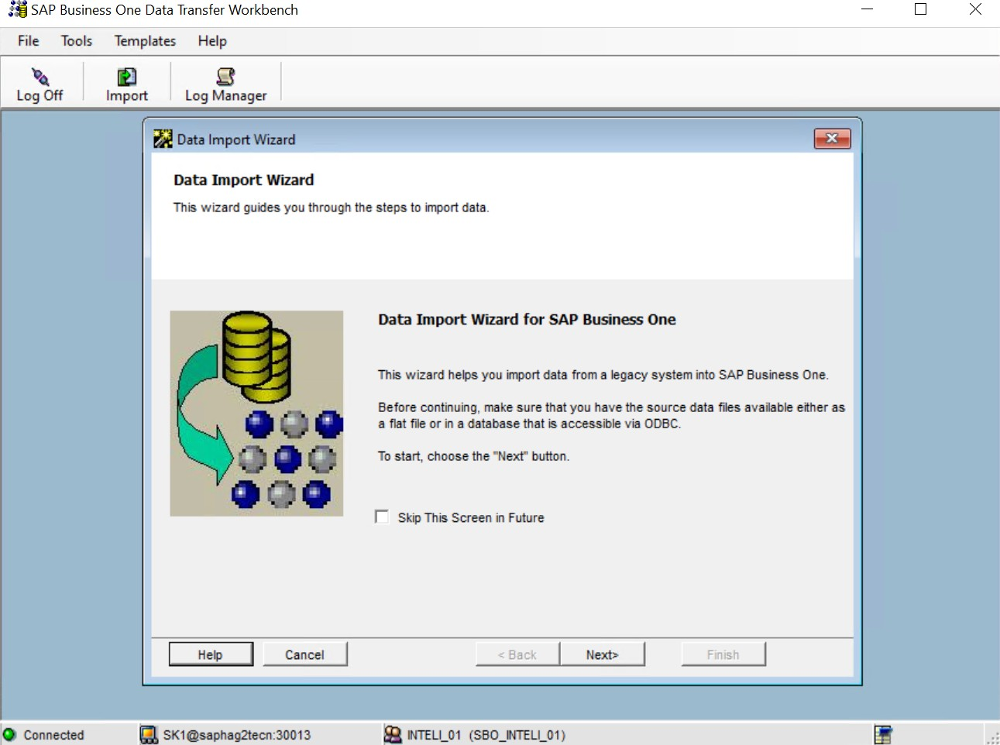 SAP Business One Data Transfer Workbench
File Tools Templates Help
Log Off Import Log Manager
Data Import Wizard
Data Import Wizard
This wizard guides you through the steps to import data.
Data Import Wizard for SAP Business One
This wizard helps you import data from a legacy system into SAP Business One.
Before continuing, make sure that you have the source data files available either as
a flat file or in a database that is accessible via ODBC.
To start, choose the "Next" button.
Skip This Screen in Future
Help Cancel < Back Next> Finish
Connected SK1@saphag2tecn:30013 INTELI_01 (SBO_INTELI_01)